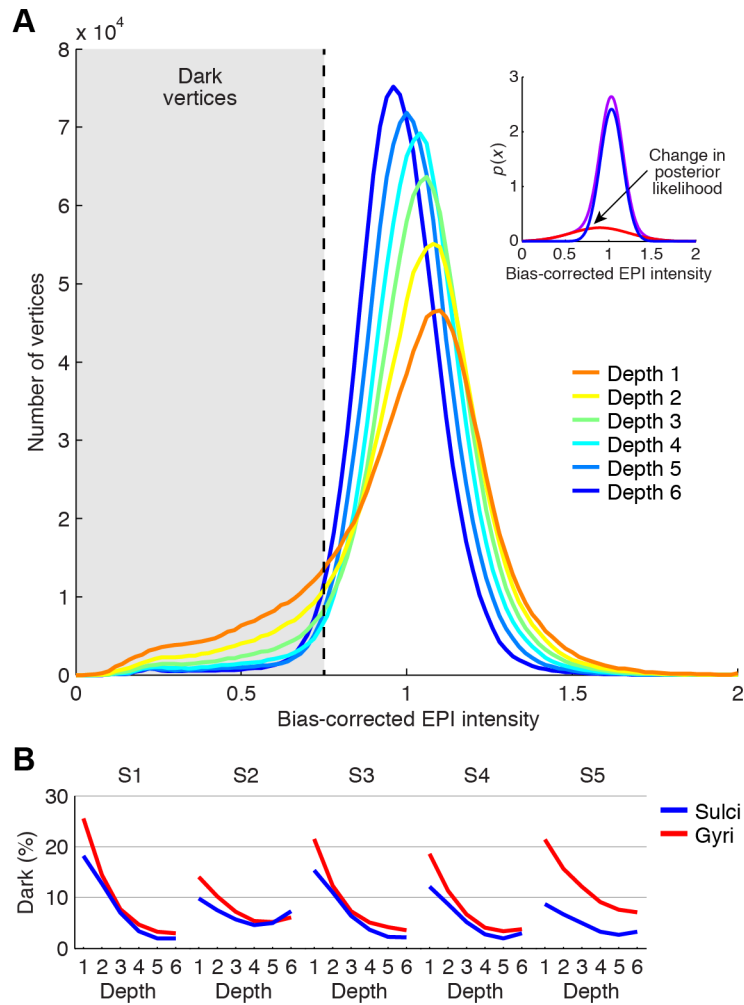 A
x 10⁴
8
7
6
5
4
3
2
1
0
Number of vertices
Dark
vertices
0
0.5
1
1.5
2
Bias-corrected EPI intensity
3
2
1
0
p(x)
Change in
posterior
likelihood
0 0.5 1 1.5 2
Bias-corrected EPI intensity
Depth 1
Depth 2
Depth 3
Depth 4
Depth 5
Depth 6
B
S1 S2 S3 S4 S5
30
20
10
0
Dark (%)
Sulci
Gyri
1 2 3 4 5 6 1 2 3 4 5 6 1 2 3 4 5 6 1 2 3 4 5 6 1 2 3 4 5 6
Depth Depth Depth Depth Depth